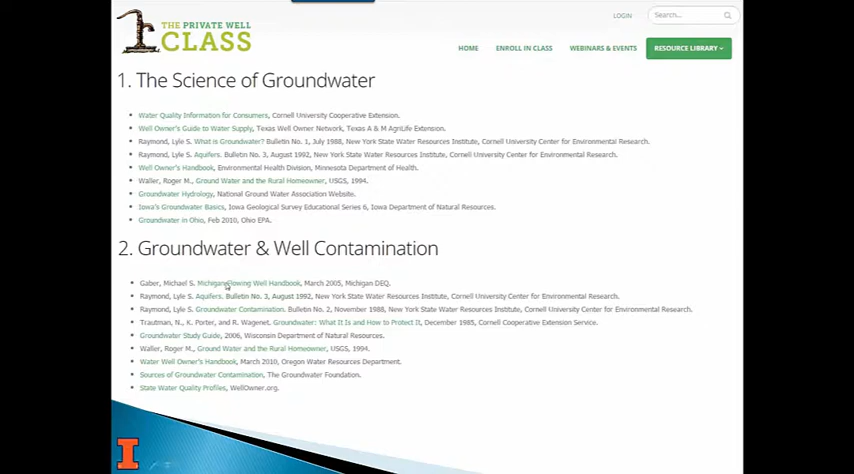 THE PRIVATE WELL
CLASS
LOGIN
Search...
HOME
ENROLL IN CLASS
WEBINARS & EVENTS
RESOURCE LIBRARY
1. The Science of Groundwater
Water Quality Information for Consumers, Cornell University Cooperative Extension.
Well Owner's Guide to Water Supply, Texas Well Owner Network, Texas A & M AgriLife Extension.
Raymond, Lyle S. What is Groundwater? Bulletin No. 1, July 1988, New York State Water Resources Institute, Cornell University Center for Environmental Research.
Raymond, Lyle S. Aquifers. Bulletin No. 3, August 1992, New York State Water Resources Institute, Cornell University Center for Environmental Research.
Well Owner's Handbook, Environmental Health Division, Minnesota Department of Health.
Waller, Roger M., Ground Water and the Rural Homeowner, USGS, 1994.
Groundwater Hydrology, National Ground Water Association Website.
Iowa's Groundwater Basics, Iowa Geological Survey Educational Series 6, Iowa Department of Natural Resources.
Groundwater in Ohio, Feb 2010, Ohio EPA.
2. Groundwater & Well Contamination
Gaber, Michael S. Michigan Flowing Well Handbook, March 2005, Michigan DEQ.
Raymond, Lyle S. Aquifers. Bulletin No. 3, August 1992, New York State Water Resources Institute, Cornell University Center for Environmental Research.
Raymond, Lyle S. Groundwater Contamination. Bulletin No. 2, November 1988, New York State Water Resources Institute, Cornell University Center for Environmental Research.
Trautman, N., K. Porter, and R. Wagenet. Groundwater: What It Is and How to Protect It, December 1985, Cornell Cooperative Extension Service.
Groundwater Study Guide, 2006, Wisconsin Department of Natural Resources.
Waller, Roger M., Ground Water and the Rural Homeowner, USGS, 1994.
Water Well Owner's Handbook, March 2010, Oregon Water Resources Department.
Sources of Groundwater Contamination, The Groundwater Foundation.
State Water Quality Profiles, WellOwner.org.
I